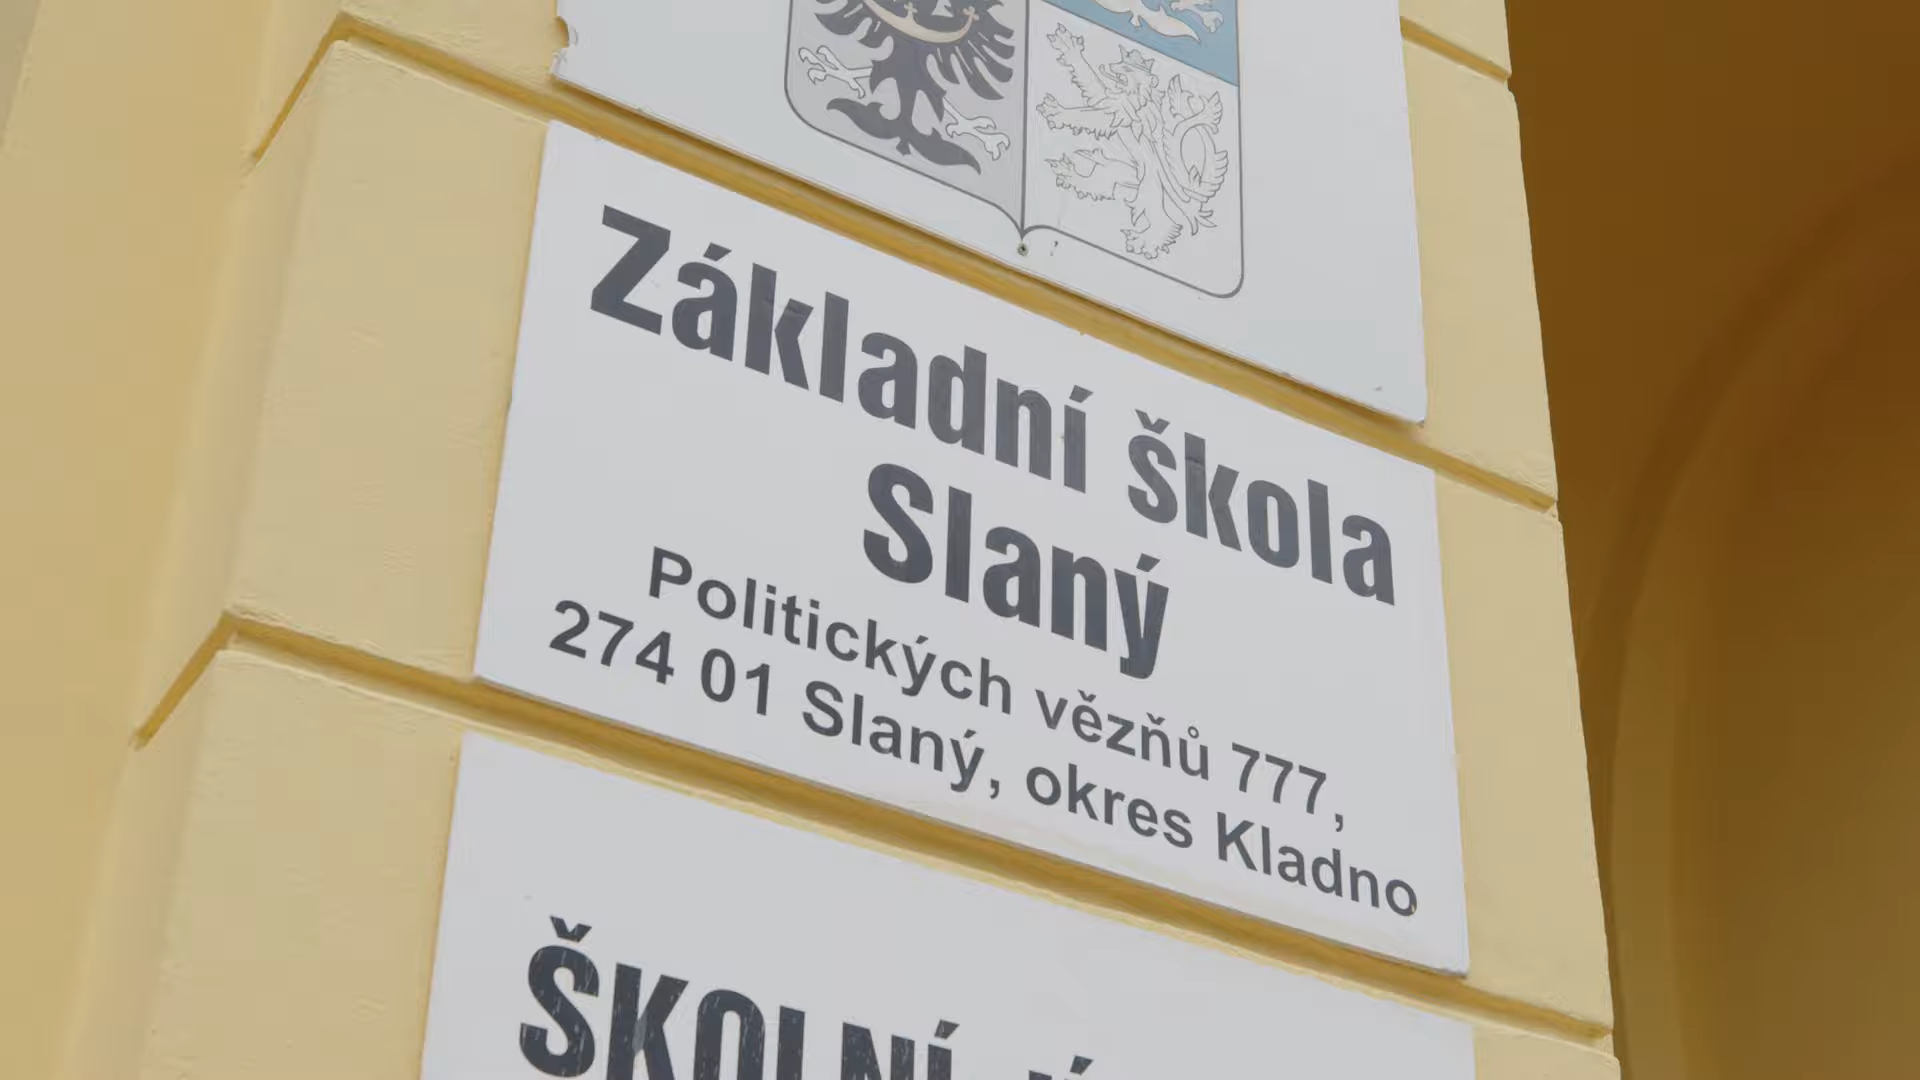 Základní škola
Slaný
Politických vězňů 777,
274 01 Slaný, okres Kladno
ŠKOLNÍ